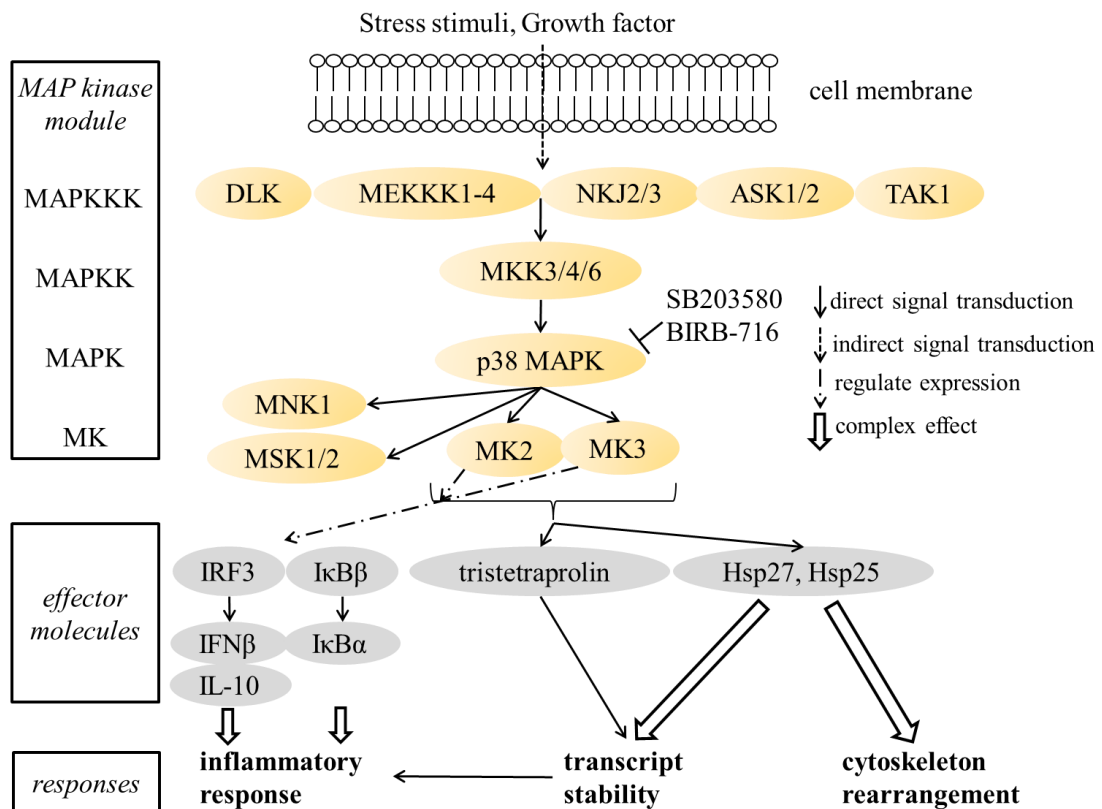 Stress stimuli, Growth factor
MAP kinase
module
cell membrane
MAPKKK
DLK
MEKKK1-4
NKJ2/3
ASK1/2
TAK1
MAPKK
MKK3/4/6
SB203580
BIRB-716
direct signal transduction
indirect signal transduction
regulate expression
complex effect
MAPK
p38 MAPK
MNK1
MK
MSK1/2
MK2
MK3
effector
molecules
IRF3
IκBβ
tristetraprolin
Hsp27, Hsp25
IFNβ
IκBα
IL-10
responses
inflammatory
response
transcript
stability
cytoskeleton
rearrangement